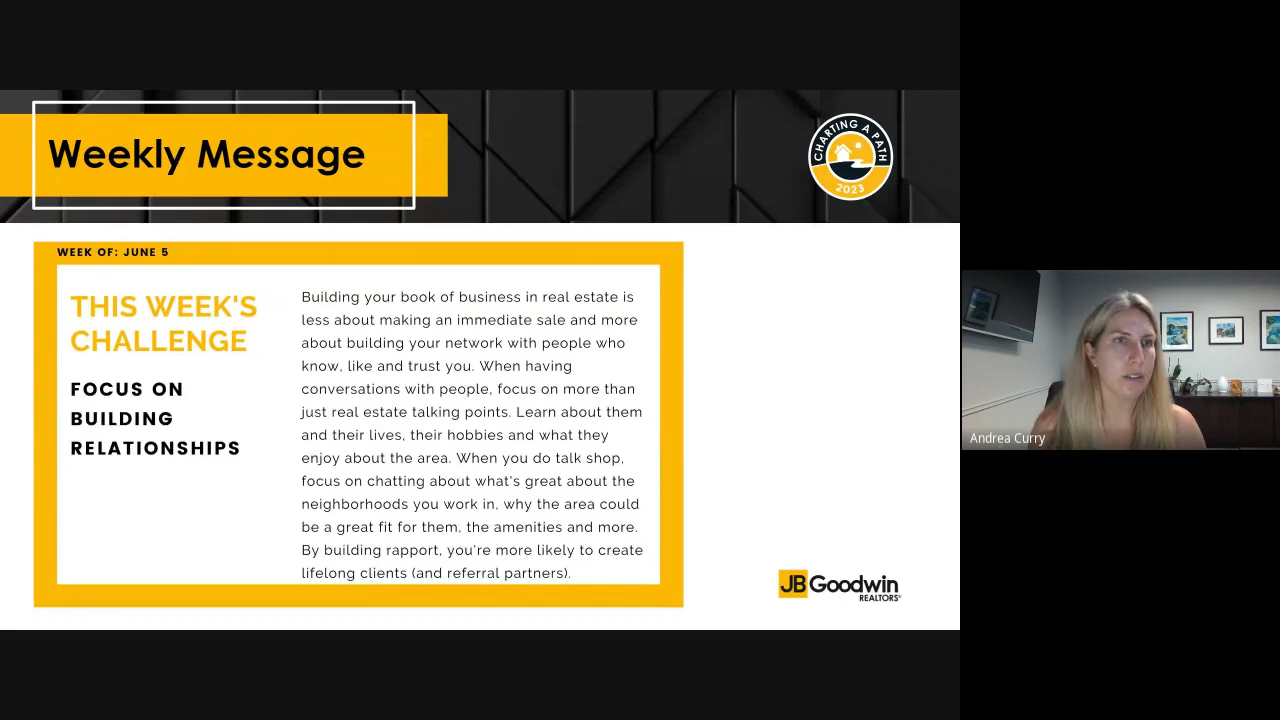 Weekly Message
CHARTING A PATH
2023
WEEK OF: JUNE 5
THIS WEEK'S
CHALLENGE
FOCUS ON
BUILDING
RELATIONSHIPS
Building your book of business in real estate is
less about making an immediate sale and more
about building your network with people who
know, like and trust you. When having
conversations with people, focus on more than
just real estate talking points. Learn about them
and their lives, their hobbies and what they
enjoy about the area. When you do talk shop,
focus on chatting about what's great about the
neighborhoods you work in, why the area could
be a great fit for them, the amenities and more.
By building rapport, you're more likely to create
lifelong clients (and referral partners).
JB Goodwin
REALTORS®
Andrea Curry